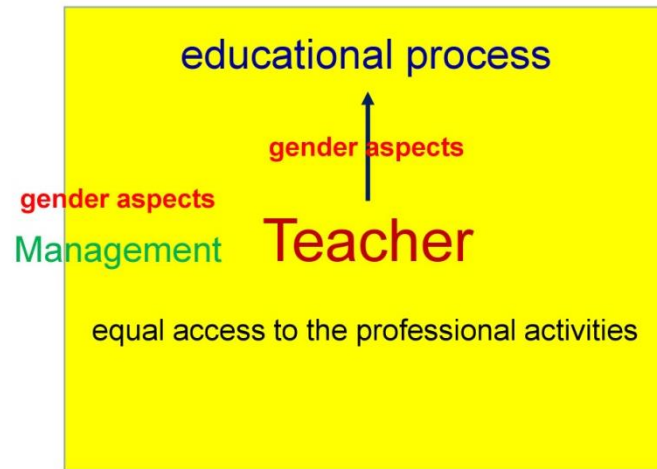 educational process
gender aspects
gender aspects
Management
Teacher
equal access to the professional activities